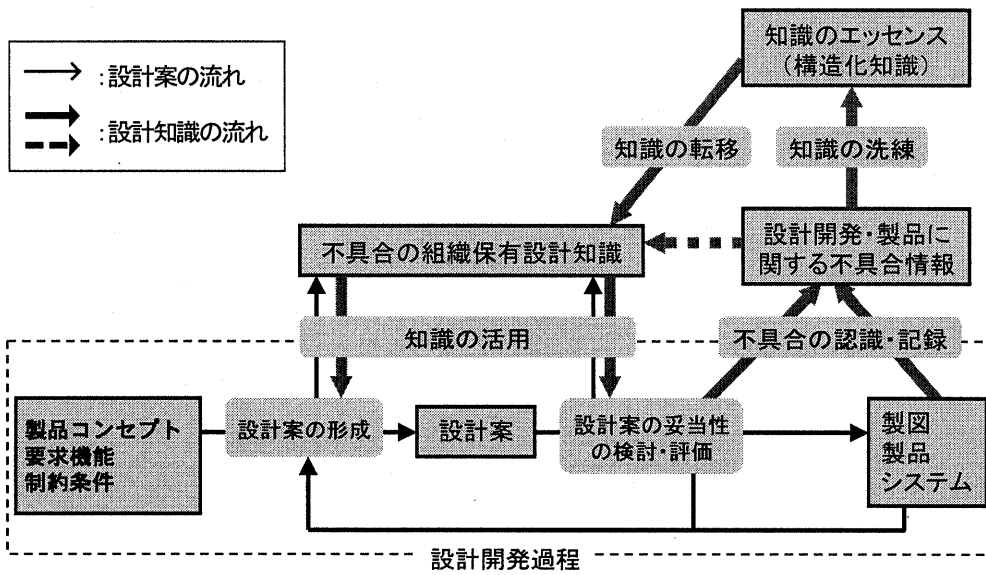 :設計案の流れ
:設計知識の流れ
知識のエッセンス
(構造化知識)
知識の転移
知識の洗練
不具合の組織保有設計知識
設計開発・製品に
関する不具合情報
知識の活用
不具合の認識・記録
製品コンセプト
要求機能
制約条件
設計案の形成
設計案
設計案の妥当性
の検討・評価
製図
製品
システム
設計開発過程